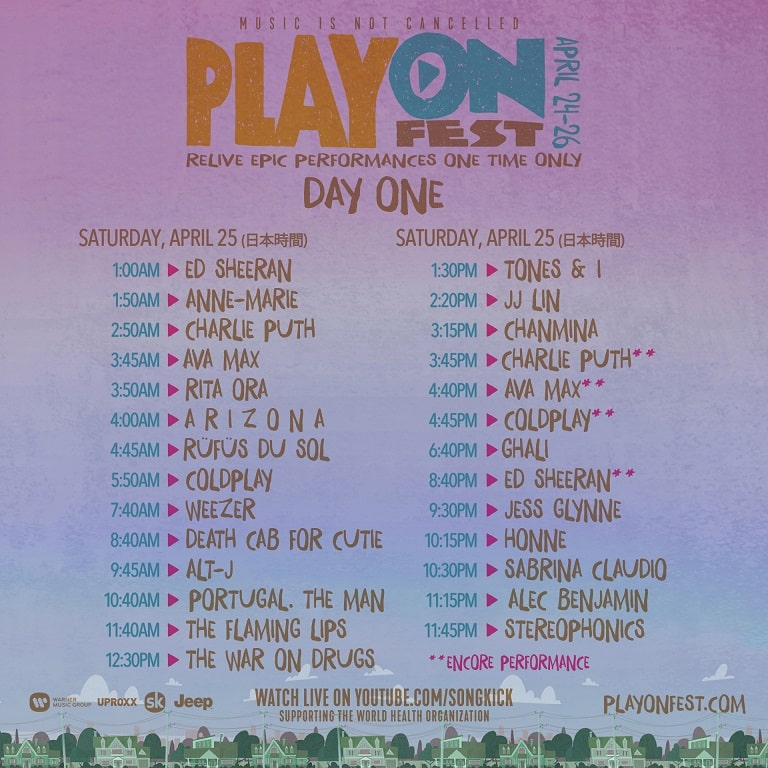 MUSIC IS NOT CANCELLED
PLAY ON
FEST
APRIL 24-26
RELIVE EPIC PERFORMANCES ONE TIME ONLY
DAY ONE
SATURDAY, APRIL 25 (日本時間)
1:00AM ED SHEERAN
1:50AM ANNE-MARIE
2:50AM CHARLIE PUTH
3:45AM AVA MAX
3:50AM RITA ORA
4:00AM A R I Z O N A
4:45AM RÜFÜS DU SOL
5:50AM COLDPLAY
7:40AM WEEZER
8:40AM DEATH CAB FOR CUTIE
9:45AM ALT-J
10:40AM PORTUGAL. THE MAN
11:40AM THE FLAMING LIPS
12:30PM THE WAR ON DRUGS
SATURDAY, APRIL 25 (日本時間)
1:30PM TONES & I
2:20PM JJ LIN
3:15PM CHANMINA
3:45PM CHARLIE PUTH**
4:40PM AVA MAX**
4:45PM COLDPLAY**
6:40PM GHALI
8:40PM ED SHEERAN**
9:30PM JESS GLYNNE
10:15PM HONNE
10:30PM SABRINA CLAUDIO
11:15PM ALEC BENJAMIN
11:45PM STEREOPHONICS
**ENCORE PERFORMANCE
WARNER MUSIC GROUP UPROXX sk Jeep
WATCH LIVE ON YOUTUBE.COM/SONGKICK
SUPPORTING THE WORLD HEALTH ORGANIZATION
PLAYONFEST.COM